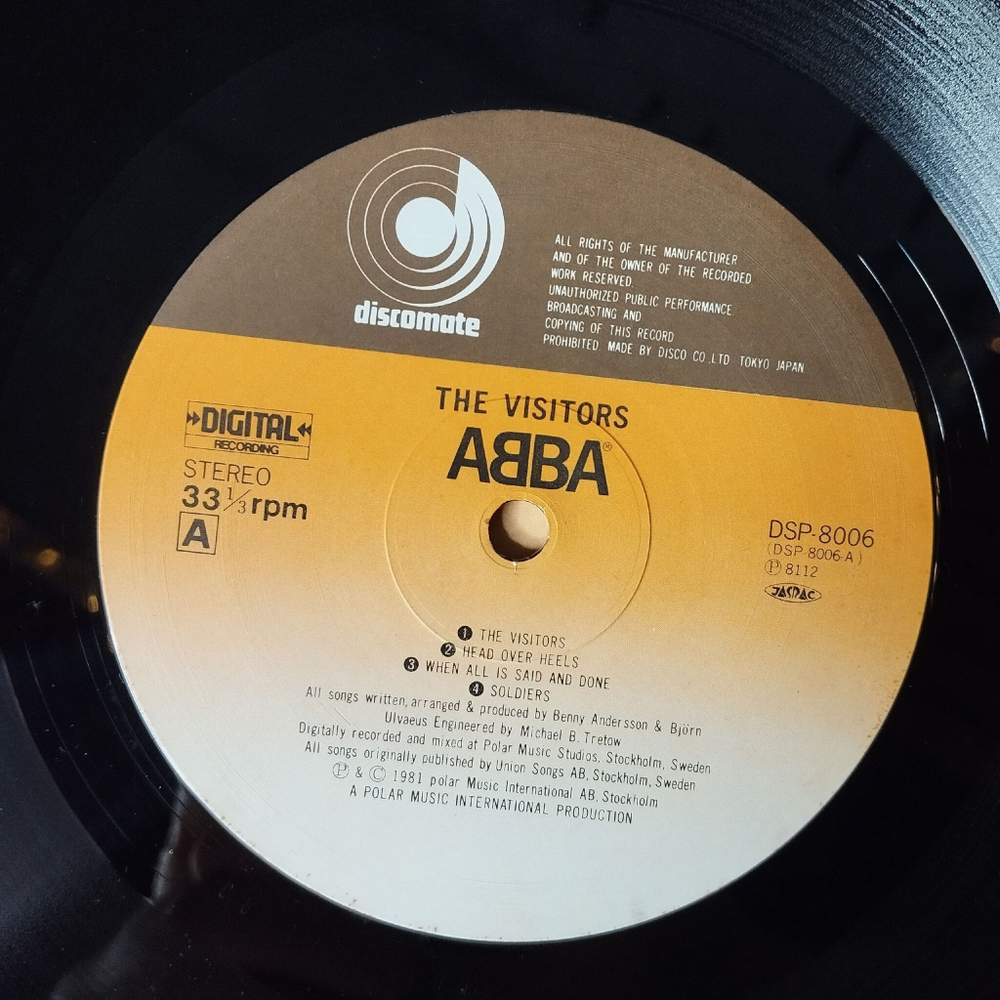 discomate
ALL RIGHTS OF THE MANUFACTURER
AND OF THE OWNER OF THE RECORDED
WORK RESERVED.
UNAUTHORIZED PUBLIC PERFORMANCE
BROADCASTING AND
COPYING OF THIS RECORD
PROHIBITED. MADE BY DISCO CO.,LTD TOKYO JAPAN
THE VISITORS
ABBA®
DIGITAL
RECORDING
STEREO
33 1/3 rpm
A
DSP-8006
(DSP-8006-A)
Ⓟ 8112
JASRAC
❶ THE VISITORS
❷ HEAD OVER HEELS
❸ WHEN ALL IS SAID AND DONE
❹ SOLDIERS
All songs written, arranged & produced by Benny Andersson & Björn
Ulvaeus Engineered by Michael B. Tretow
Digitally recorded and mixed at Polar Music Studios, Stockholm, Sweden
All songs originally published by Union Songs AB, Stockholm, Sweden
Ⓟ & Ⓒ 1981 polar Music International AB, Stockholm
A POLAR MUSIC INTERNATIONAL PRODUCTION